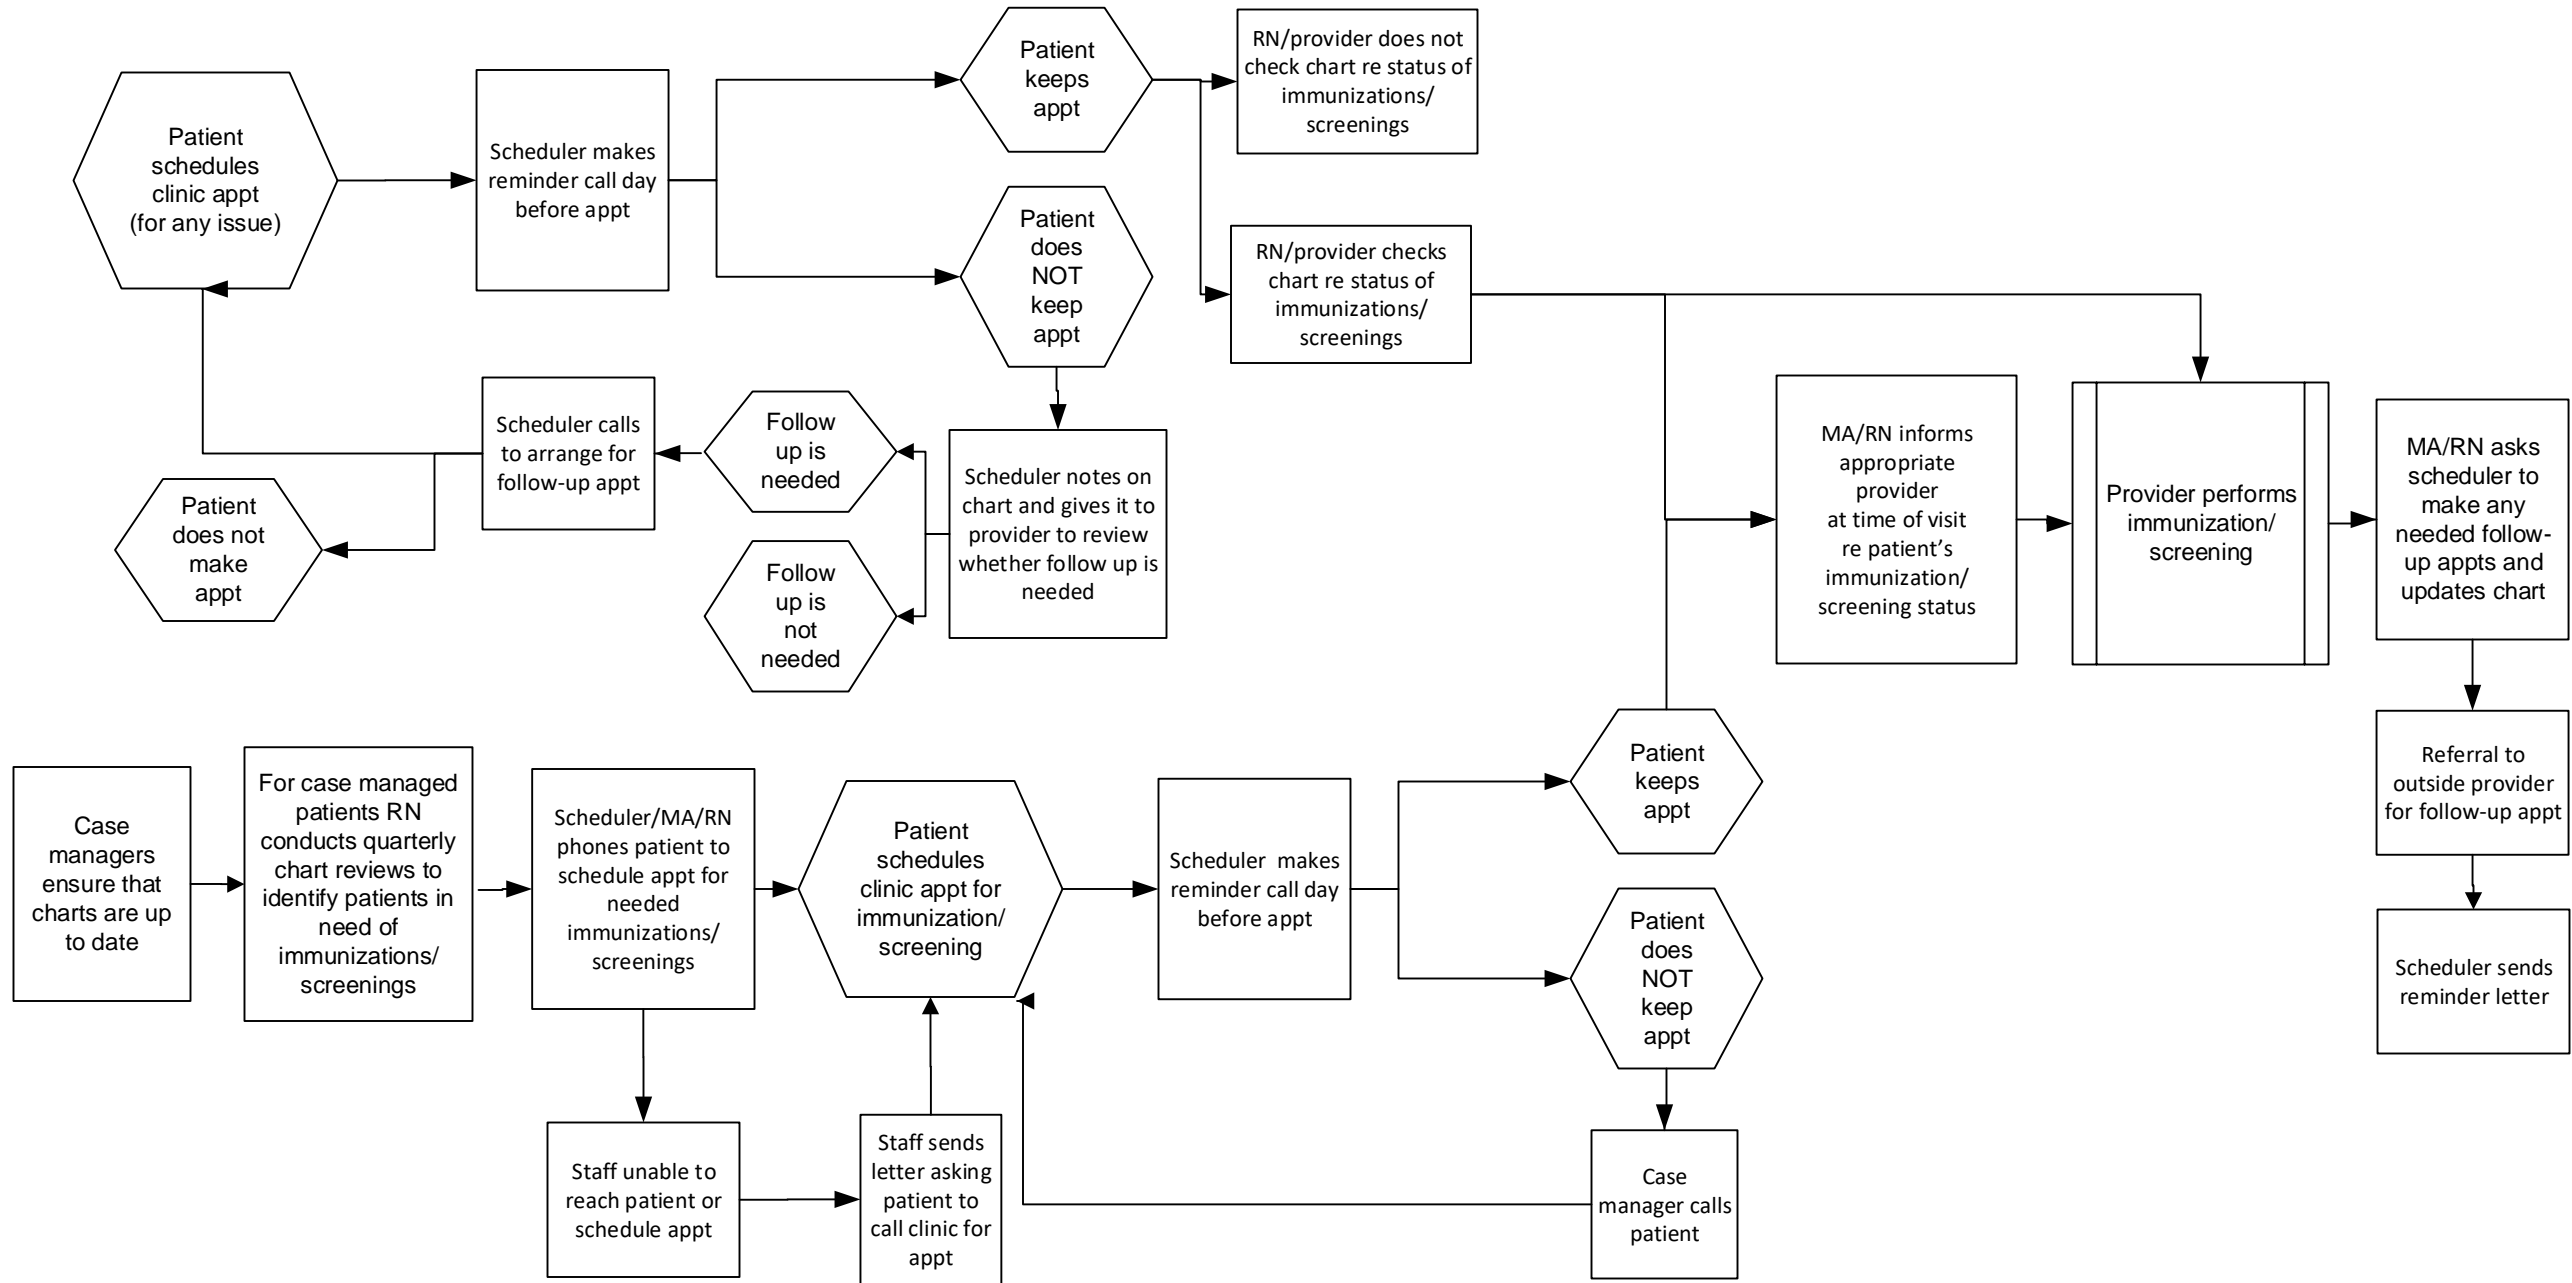 Patient
schedules
clinic appt
(for any issue)
Scheduler makes
reminder call day
before appt
Patient
keeps
appt
RN/provider does not
check chart re status of
immunizations/
screenings
Patient
does
NOT
keep
appt
RN/provider checks
chart re status of
immunizations/
screenings
Scheduler calls
to arrange for
follow-up appt
Follow
up is
needed
Scheduler notes on
chart and gives it to
provider to review
whether follow up is
needed
Patient
does not
make
appt
Follow
up is
not
needed
MA/RN informs
appropriate
provider
at time of visit
re patient’s
immunization/
screening status
Provider performs
immunization/
screening
MA/RN asks
scheduler to
make any
needed follow-
up appts and
updates chart
Referral to
outside provider
for follow-up appt
Scheduler sends
reminder letter
Case
managers
ensure that
charts are up
to date
For case managed
patients RN
conducts quarterly
chart reviews to
identify patients in
need of
immunizations/
screenings
Scheduler/MA/RN
phones patient to
schedule appt for
needed
immunizations/
screenings
Patient
schedules
clinic appt for
immunization/
screening
Scheduler makes
reminder call day
before appt
Patient
keeps
appt
Patient
does
NOT
keep
appt
Staff unable to
reach patient or
schedule appt
Staff sends
letter asking
patient to
call clinic for
appt
Case
manager calls
patient